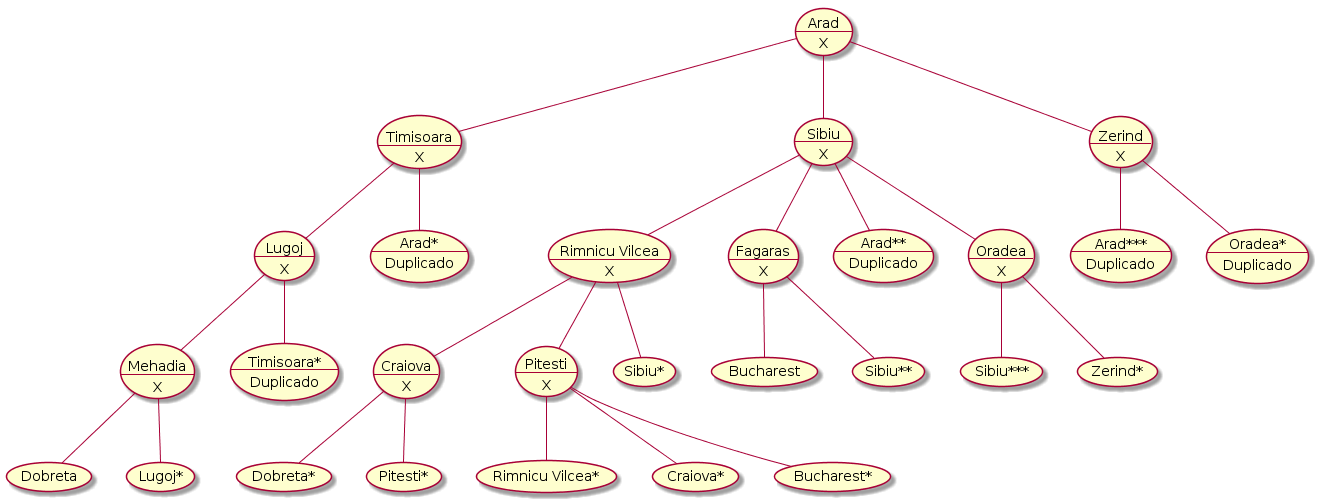 Arad
X
Timisoara
X
Sibiu
X
Zerind
X
Lugoj
X
Arad*
Duplicado
Rimnicu Vilcea
X
Fagaras
X
Arad**
Duplicado
Oradea
X
Arad***
Duplicado
Oradea*
Duplicado
Mehadia
X
Timisoara*
Duplicado
Craiova
X
Pitesti
X
Sibiu*
Bucharest
Sibiu**
Sibiu***
Zerind*
Dobreta
Lugoj*
Dobreta*
Pitesti*
Rimnicu Vilcea*
Craiova*
Bucharest*